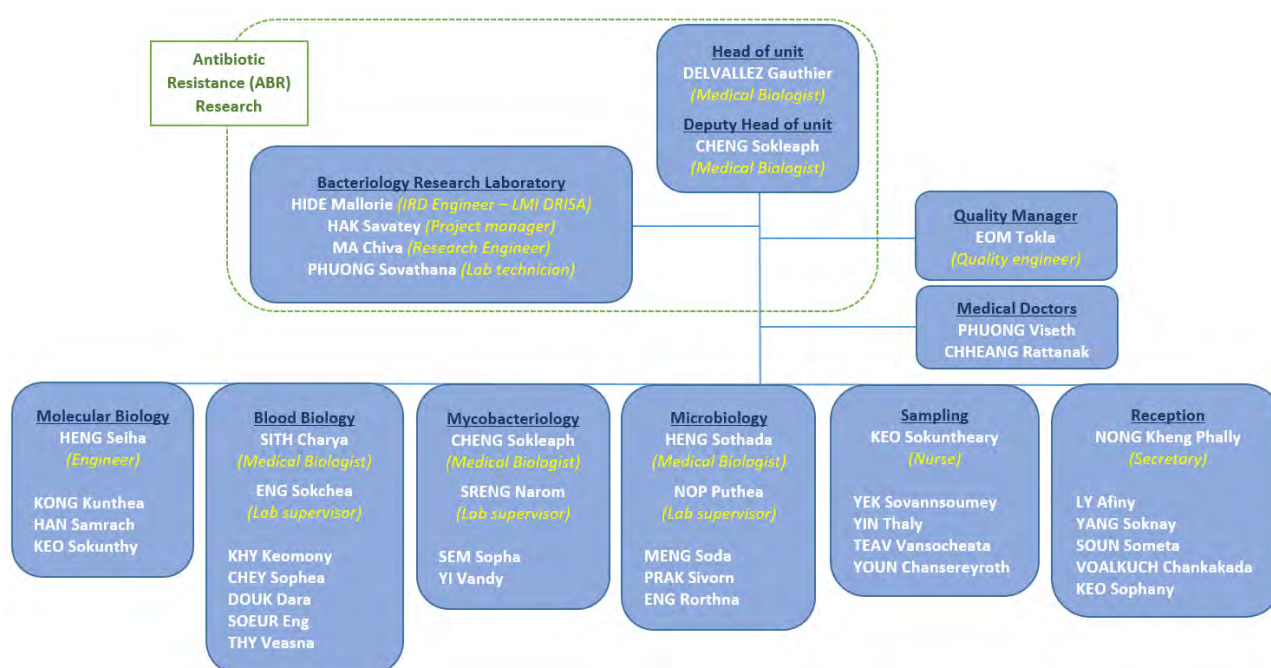 Antibiotic
Resistance (ABR)
Research
Head of unit
DELVALLEZ Gauthier
(Medical Biologist)
Deputy Head of unit
CHENG Sokleaph
(Medical Biologist)
Bacteriology Research Laboratory
HIDE Mallorie (IRD Engineer – LMI DRISA)
HAK Savatey (Project manager)
MA Chiva (Research Engineer)
PHUONG Sovathana (Lab technician)
Quality Manager
EOM Tokla
(Quality engineer)
Medical Doctors
PHUONG Viseth
CHHEANG Rattanak
Molecular Biology
HENG Seiha
(Engineer)
KONG Kunthea
HAN Samrach
KEO Sokunthy
Blood Biology
SITH Charya
(Medical Biologist)
ENG Sokchea
(Lab supervisor)
KHY Keomony
CHEY Sophea
DOUK Dara
SOEUR Eng
THY Veasna
Mycobacteriology
CHENG Sokleaph
(Medical Biologist)
SRENG Narom
(Lab supervisor)
SEM Sopha
YI Vandy
Microbiology
HENG Sothada
(Medical Biologist)
NOP Puthea
(Lab supervisor)
MENG Soda
PRAK Sivorn
ENG Rorthna
Sampling
KEO Sokuntheary
(Nurse)
YEK Sovannsoumey
YIN Thaly
TEAV Vansocheata
YOUN Chansereyroth
Reception
NONG Kheng Phally
(Secretary)
LY Afiny
YANG Soknay
SOUN Someta
VOALKUCH Chankakada
KEO Sophany